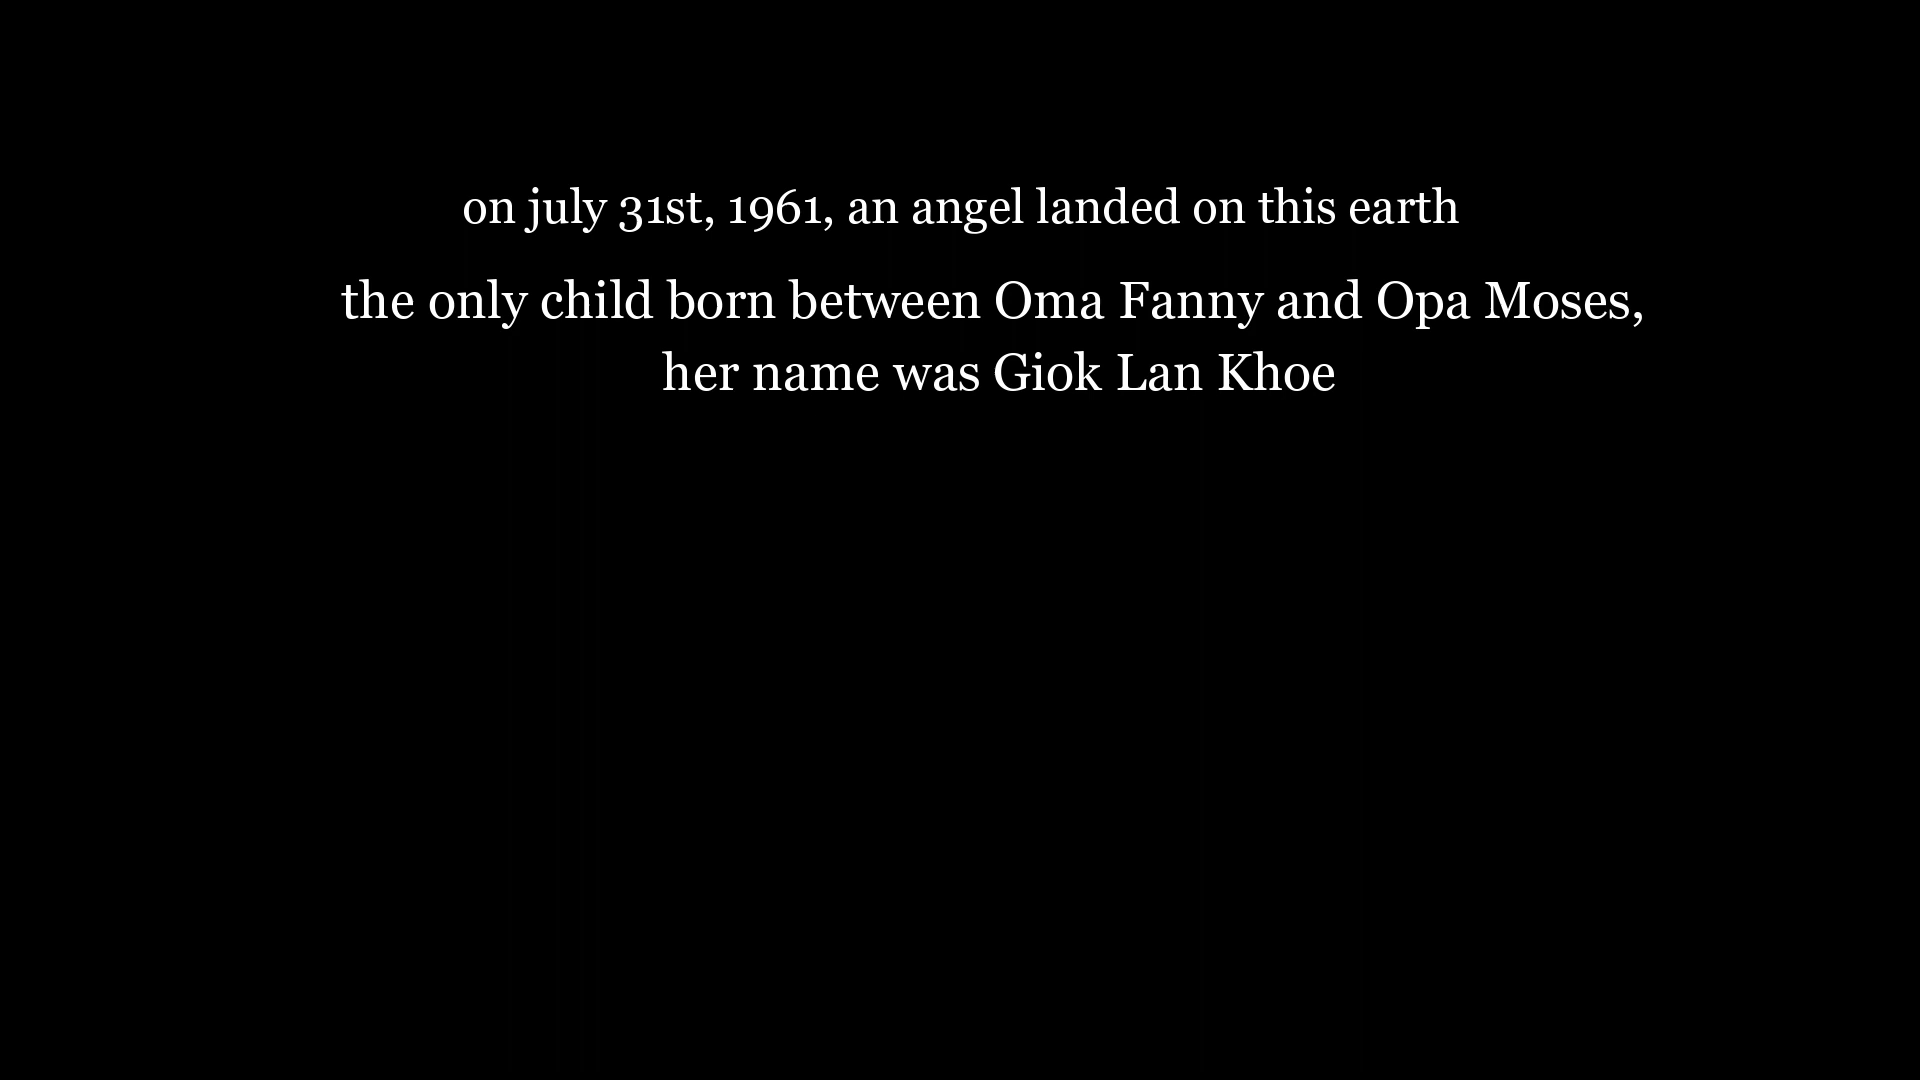 on july 31st, 1961, an angel landed on this earth
the only child born between Oma Fanny and Opa Moses,
her name was Giok Lan Khoe